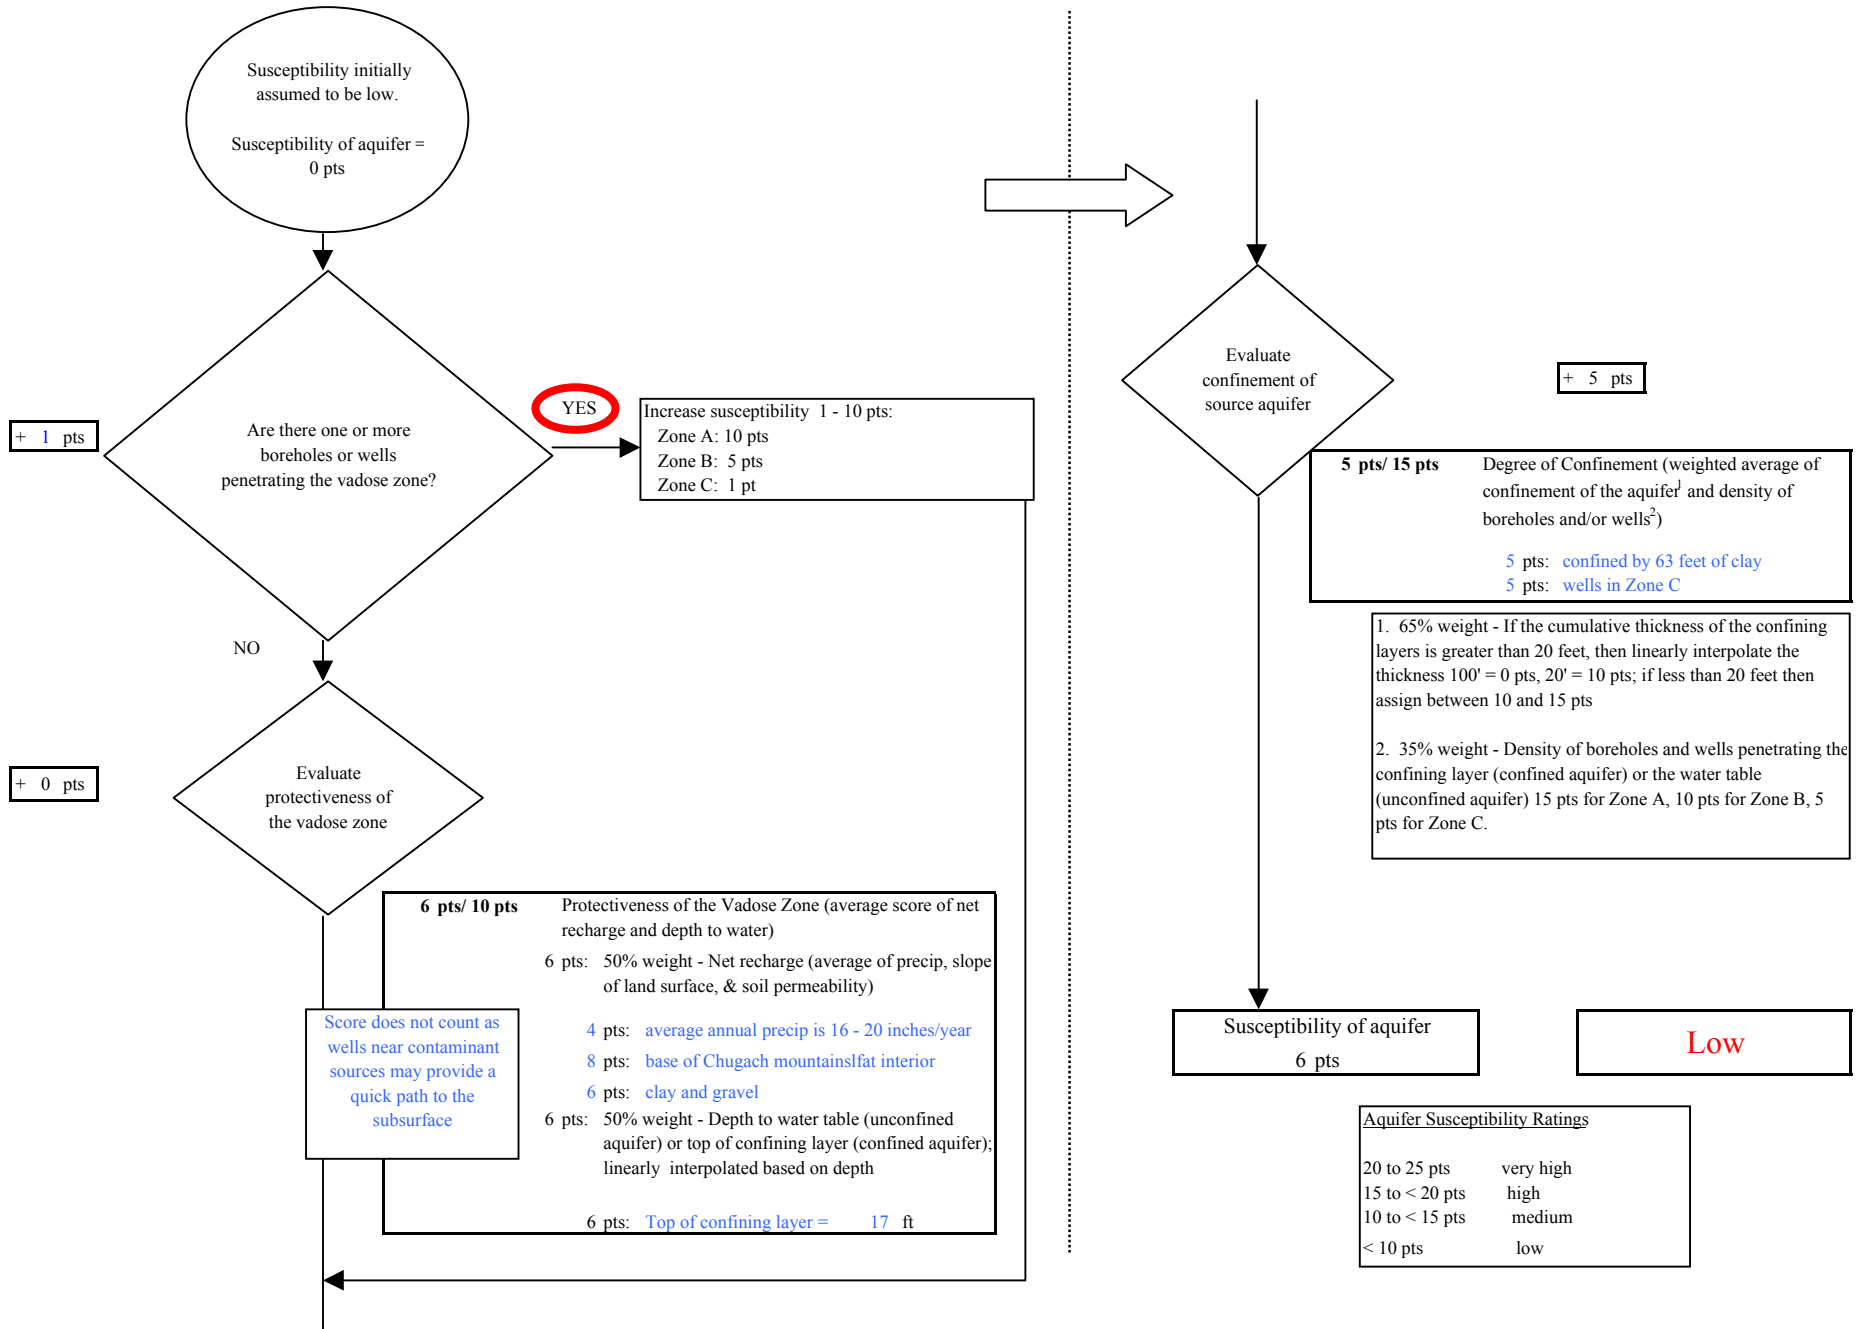 Susceptibility initially
assumed to be low.
Susceptibility of aquifer =
0 pts
Are there one or more
boreholes or wells
penetrating the vadose zone?
+ 1 pts
YES
Increase susceptibility 1 - 10 pts:
Zone A: 10 pts
Zone B: 5 pts
Zone C: 1 pt
NO
Evaluate
protectiveness of
the vadose zone
+ 0 pts
6 pts/ 10 pts Protectiveness of the Vadose Zone (average score of net
recharge and depth to water)
6 pts: 50% weight - Net recharge (average of precip, slope
of land surface, & soil permeability)
4 pts: average annual precip is 16 - 20 inches/year
8 pts: base of Chugach mountainslfat interior
6 pts: clay and gravel
6 pts: 50% weight - Depth to water table (unconfined
aquifer) or top of confining layer (confined aquifer);
linearly interpolated based on depth
6 pts: Top of confining layer = 17 ft
Score does not count as
wells near contaminant
sources may provide a
quick path to the
subsurface
Evaluate
confinement of
source aquifer
+ 5 pts
5 pts/ 15 pts Degree of Confinement (weighted average of
confinement of the aquifer1 and density of
boreholes and/or wells2)
5 pts: confined by 63 feet of clay
5 pts: wells in Zone C
1. 65% weight - If the cumulative thickness of the confining
layers is greater than 20 feet, then linearly interpolate the
thickness 100' = 0 pts, 20' = 10 pts; if less than 20 feet then
assign between 10 and 15 pts
2. 35% weight - Density of boreholes and wells penetrating the
confining layer (confined aquifer) or the water table
(unconfined aquifer) 15 pts for Zone A, 10 pts for Zone B, 5
pts for Zone C.
Susceptibility of aquifer
6 pts
Low
Aquifer Susceptibility Ratings
20 to 25 pts very high
15 to < 20 pts high
10 to < 15 pts medium
< 10 pts low